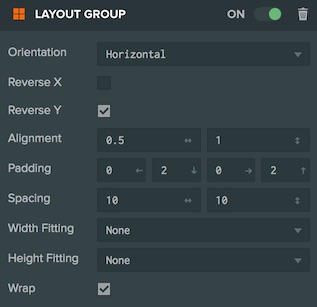 LAYOUT GROUP ON
Orientation Horizontal
Reverse X
Reverse Y
Alignment 0.5 1
Padding 0 2 0 2
Spacing 10 10
Width Fitting None
Height Fitting None
Wrap